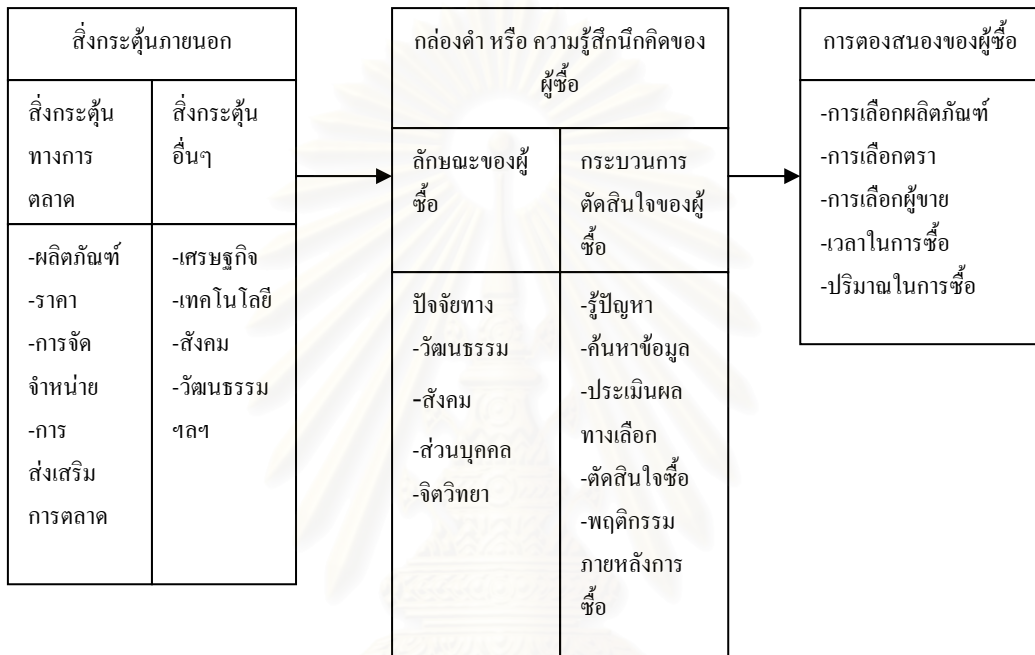 สิ่งกระตุ้นภายนอก
สิ่งกระตุ้น
ทางการ
ตลาด
สิ่งกระตุ้น
อื่นๆ
-ผลิตภัณฑ์
-ราคา
-การจัด
จำหน่าย
-การ
ส่งเสริม
การตลาด
-เศรษฐกิจ
-เทคโนโลยี
-สังคม
-วัฒนธรรม
ฯลฯ
กล่องดำ หรือ ความรู้สึกนึกคิดของ
ผู้ซื้อ
ลักษณะของผู้
ซื้อ
กระบวนการ
ตัดสินใจของผู้
ซื้อ
ปัจจัยทาง
-วัฒนธรรม
-สังคม
-ส่วนบุคคล
-จิตวิทยา
-รู้ปัญหา
-ค้นหาข้อมูล
-ประเมินผล
ทางเลือก
-ตัดสินใจซื้อ
-พฤติกรรม
ภายหลังการ
ซื้อ
การตองสนองของผู้ซื้อ
-การเลือกผลิตภัณฑ์
-การเลือกตรา
-การเลือกผู้ขาย
-เวลาในการซื้อ
-ปริมาณในการซื้อ